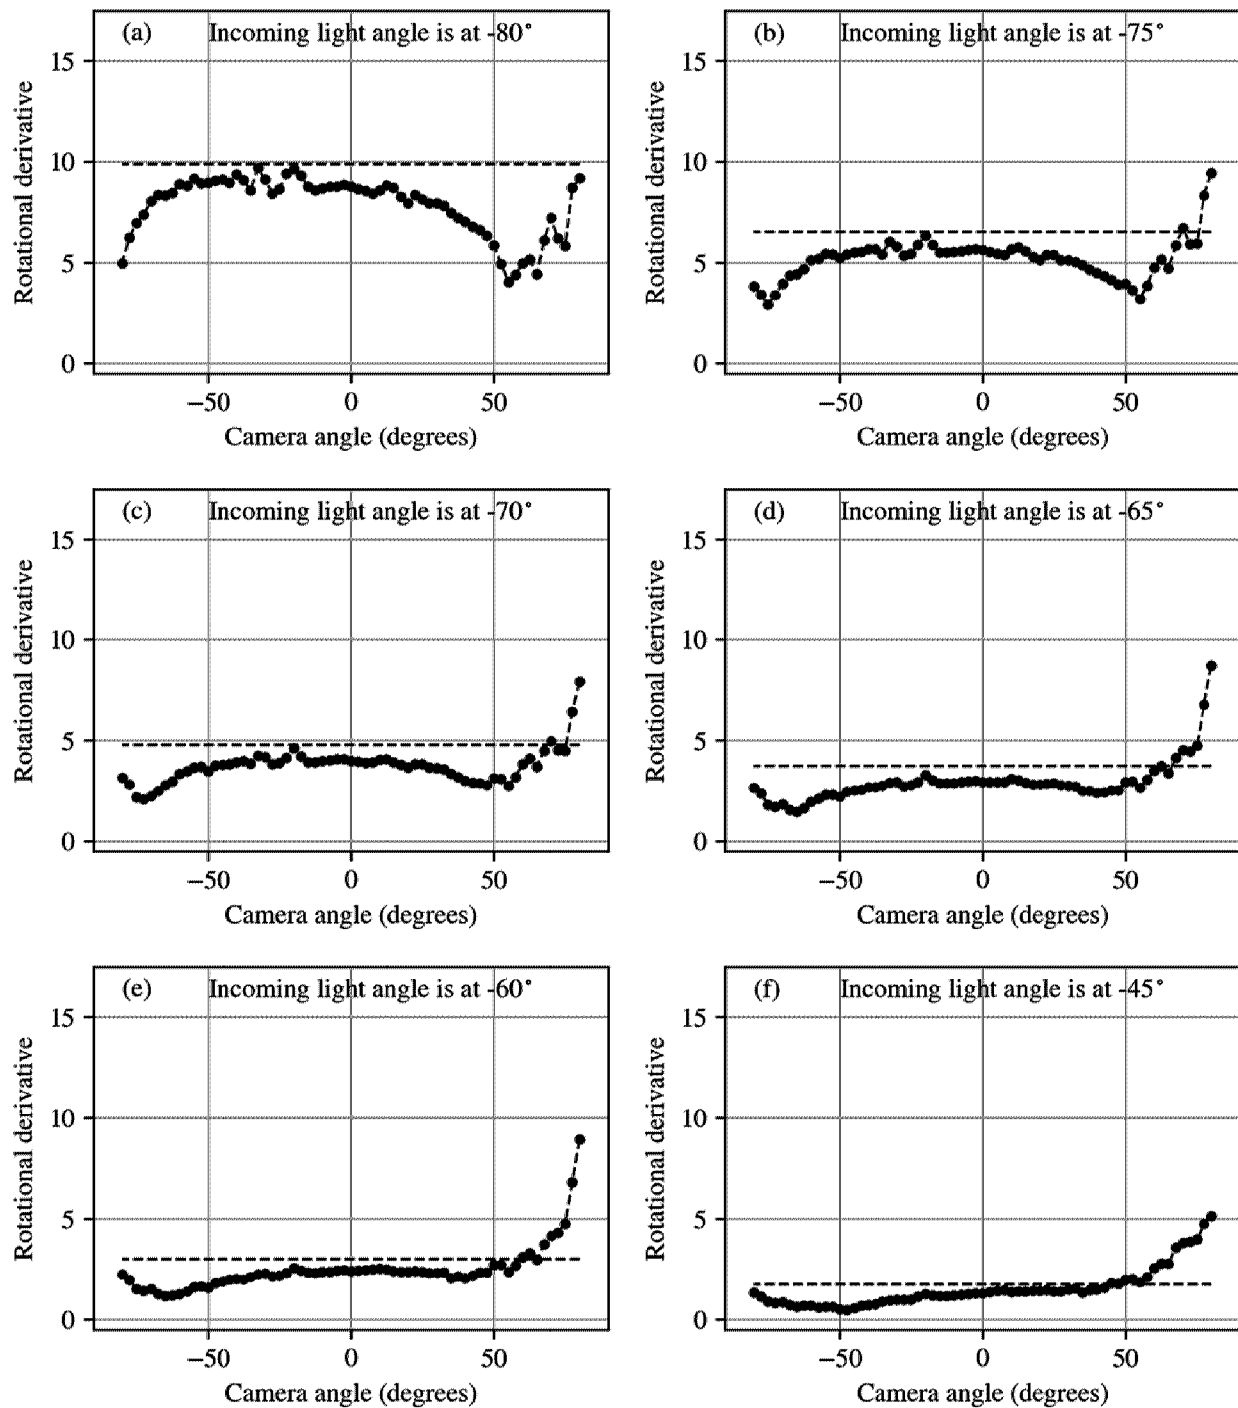 (a) Incoming light angle is at -80°
15
10
5
0
Rotational derivative
−50 0 50
Camera angle (degrees)
(b) Incoming light angle is at -75°
15
10
5
0
Rotational derivative
−50 0 50
Camera angle (degrees)
(c) Incoming light angle is at -70°
15
10
5
0
Rotational derivative
−50 0 50
Camera angle (degrees)
(d) Incoming light angle is at -65°
15
10
5
0
Rotational derivative
−50 0 50
Camera angle (degrees)
(e) Incoming light angle is at -60°
15
10
5
0
Rotational derivative
−50 0 50
Camera angle (degrees)
(f) Incoming light angle is at -45°
15
10
5
0
Rotational derivative
−50 0 50
Camera angle (degrees)